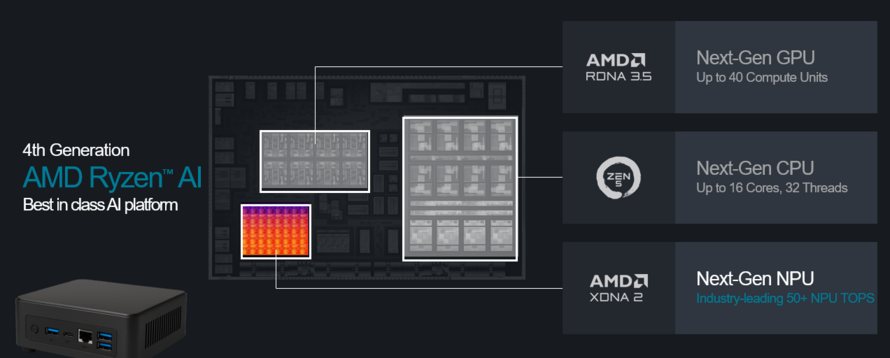 4th Generation
AMD Ryzen™ AI
Best in class AI platform
AMD
RDNA 3.5
Next-Gen GPU
Up to 40 Compute Units
ZEN
5
Next-Gen CPU
Up to 16 Cores, 32 Threads
AMD
XDNA 2
Next-Gen NPU
Industry-leading 50+ NPU TOPS